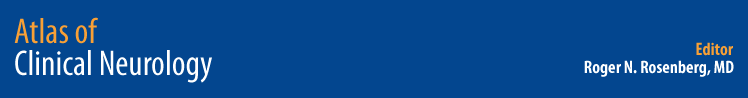 Atlas of
Clinical Neurology
Editor
Roger N. Rosenberg, MD